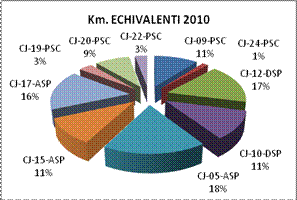 Km. ECHIVALENTI 2010
CJ-22-PSC
3%
CJ-09-PSC
11%
CJ-24-PSC
1%
CJ-12-DSP
17%
CJ-10-DSP
11%
CJ-05-ASP
18%
CJ-15-ASP
11%
CJ-17-ASP
16%
CJ-19-PSC
3%
CJ-20-PSC
9%